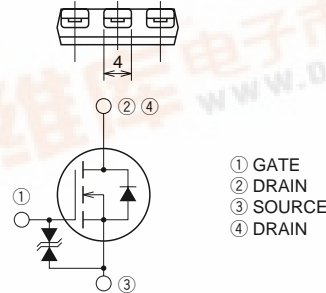 4
② ④
①
③
① GATE
② DRAIN
③ SOURCE
④ DRAIN